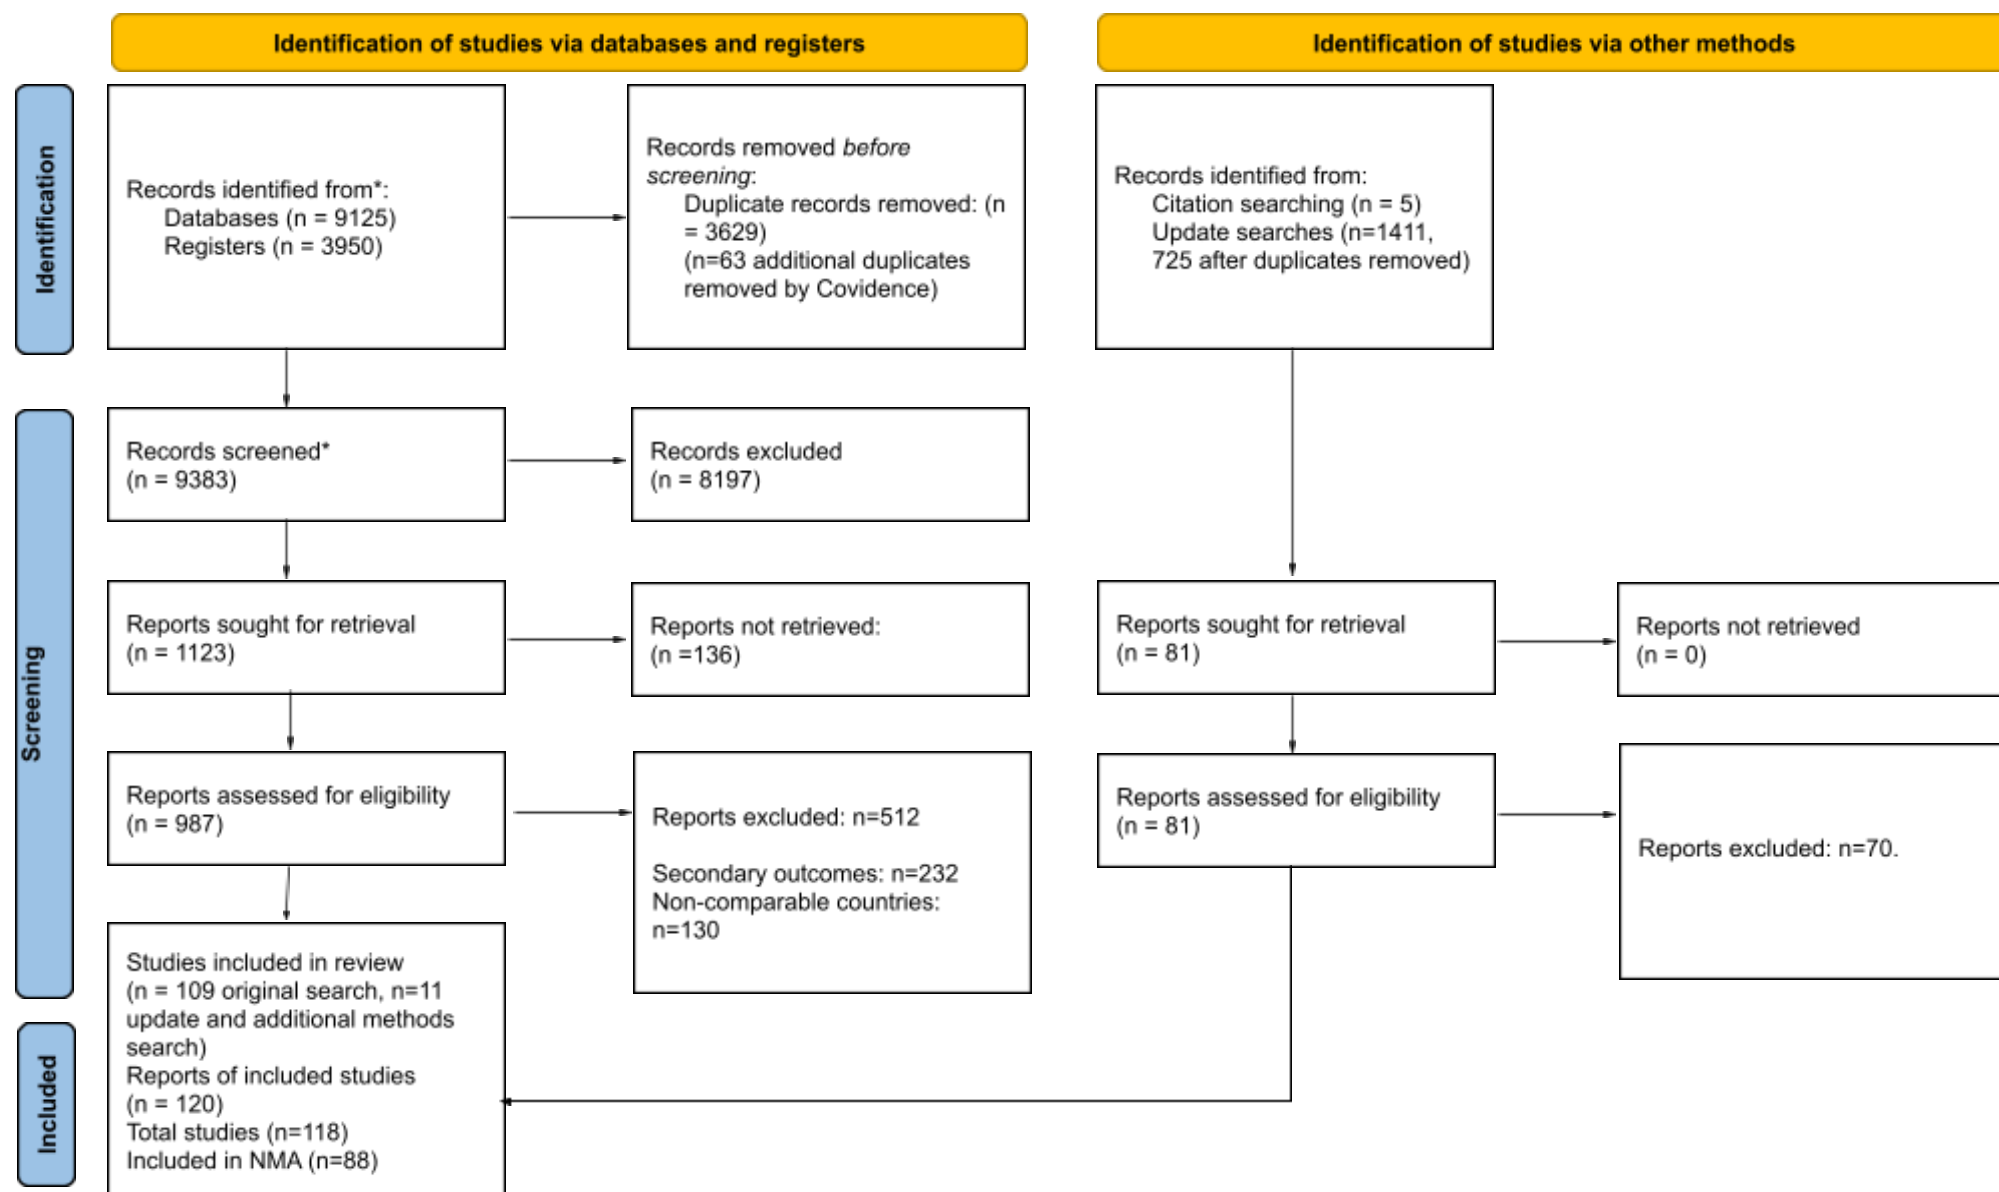 Identification of studies via databases and registers
Identification of studies via other methods
Identification
Records identified from*:
Databases (n = 9125)
Registers (n = 3950)
Records removed before
screening:
Duplicate records removed: (n
= 3629)
(n=63 additional duplicates
removed by Covidence)
Records identified from:
Citation searching (n = 5)
Update searches (n=1411,
725 after duplicates removed)
Screening
Records screened*
(n = 9383)
Records excluded
(n = 8197)
Reports sought for retrieval
(n = 1123)
Reports not retrieved:
(n =136)
Reports sought for retrieval
(n = 81)
Reports not retrieved
(n = 0)
Reports assessed for eligibility
(n = 987)
Reports excluded: n=512
Secondary outcomes: n=232
Non-comparable countries:
n=130
Reports assessed for eligibility
(n = 81)
Reports excluded: n=70.
Included
Studies included in review
(n = 109 original search, n=11
update and additional methods
search)
Reports of included studies
(n = 120)
Total studies (n=118)
Included in NMA (n=88)